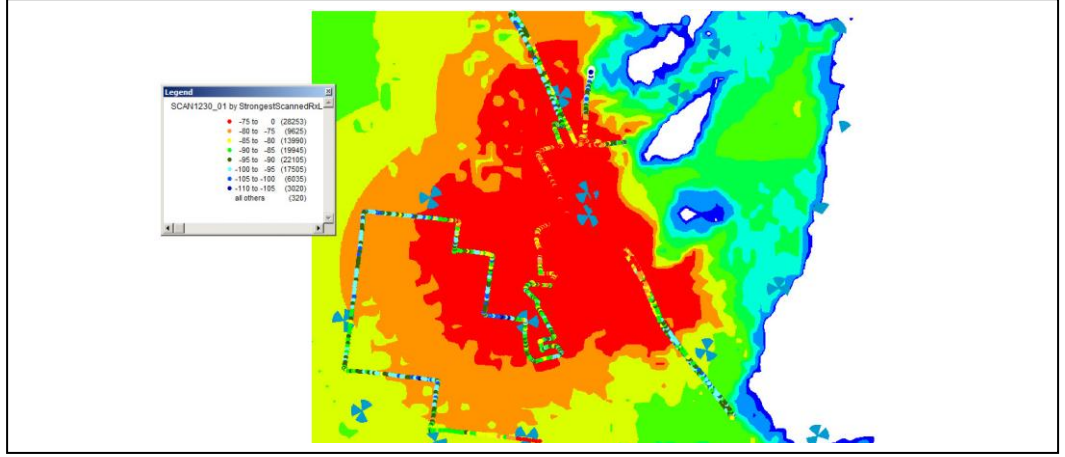 Legend
SCAN1230_01 by StrongestScannedRxL
-75 to 0 (28253)
-80 to -75 (9625)
-85 to -80 (13990)
-90 to -85 (19945)
-95 to -90 (22105)
-100 to -95 (17505)
-105 to -100 (6035)
-110 to -105 (3020)
all others (320)